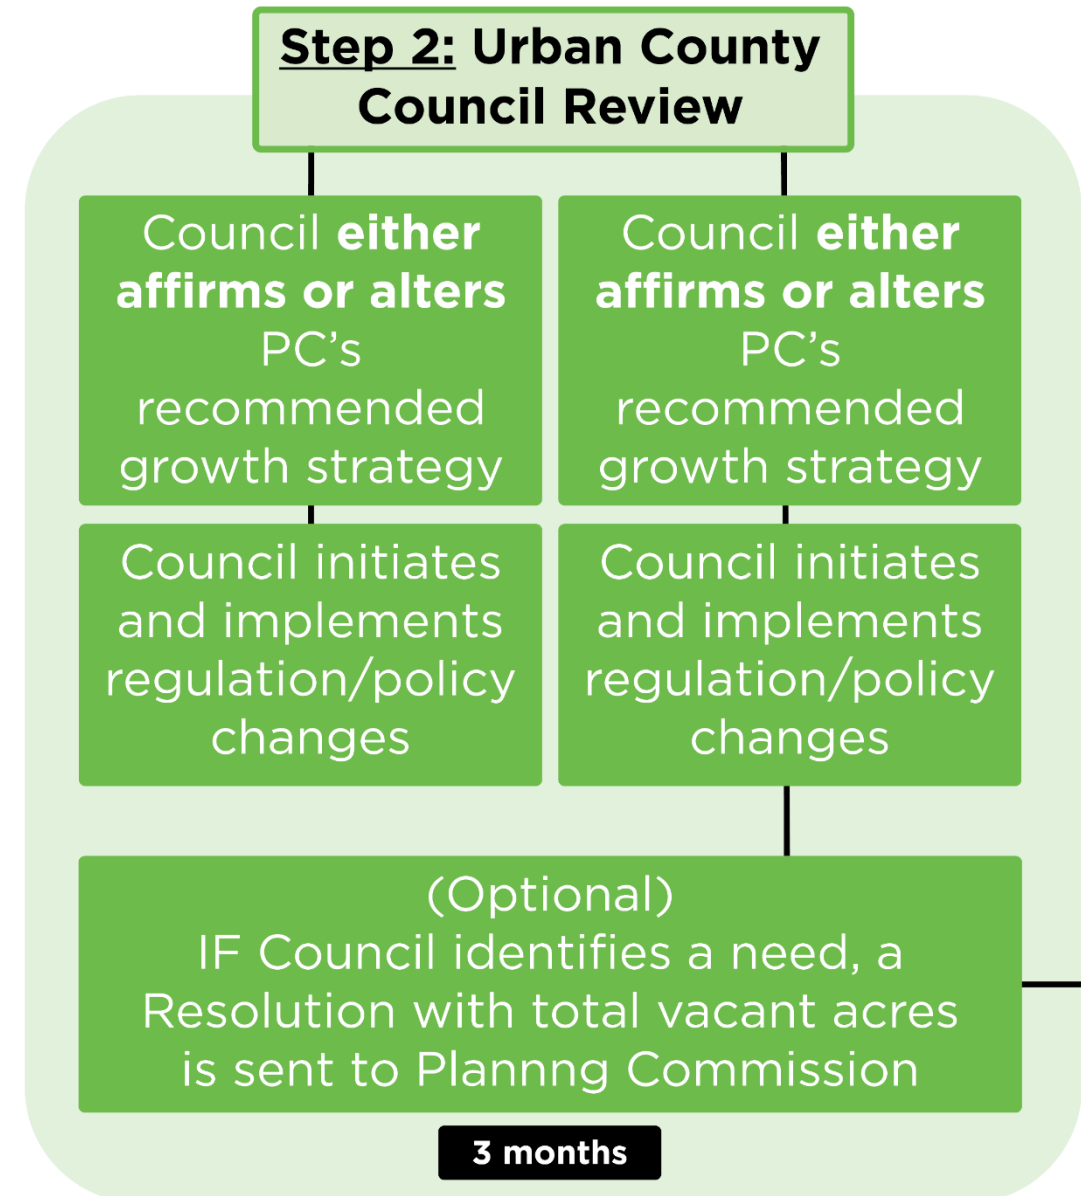 Step 2: Urban County
Council Review
Council either
affirms or alters
PC's
recommended
growth strategy
Council either
affirms or alters
PC's
recommended
growth strategy
Council initiates
and implements
regulation/policy
changes
Council initiates
and implements
regulation/policy
changes
(Optional)
IF Council identifies a need, a
Resolution with total vacant acres
is sent to Plannng Commission
3 months